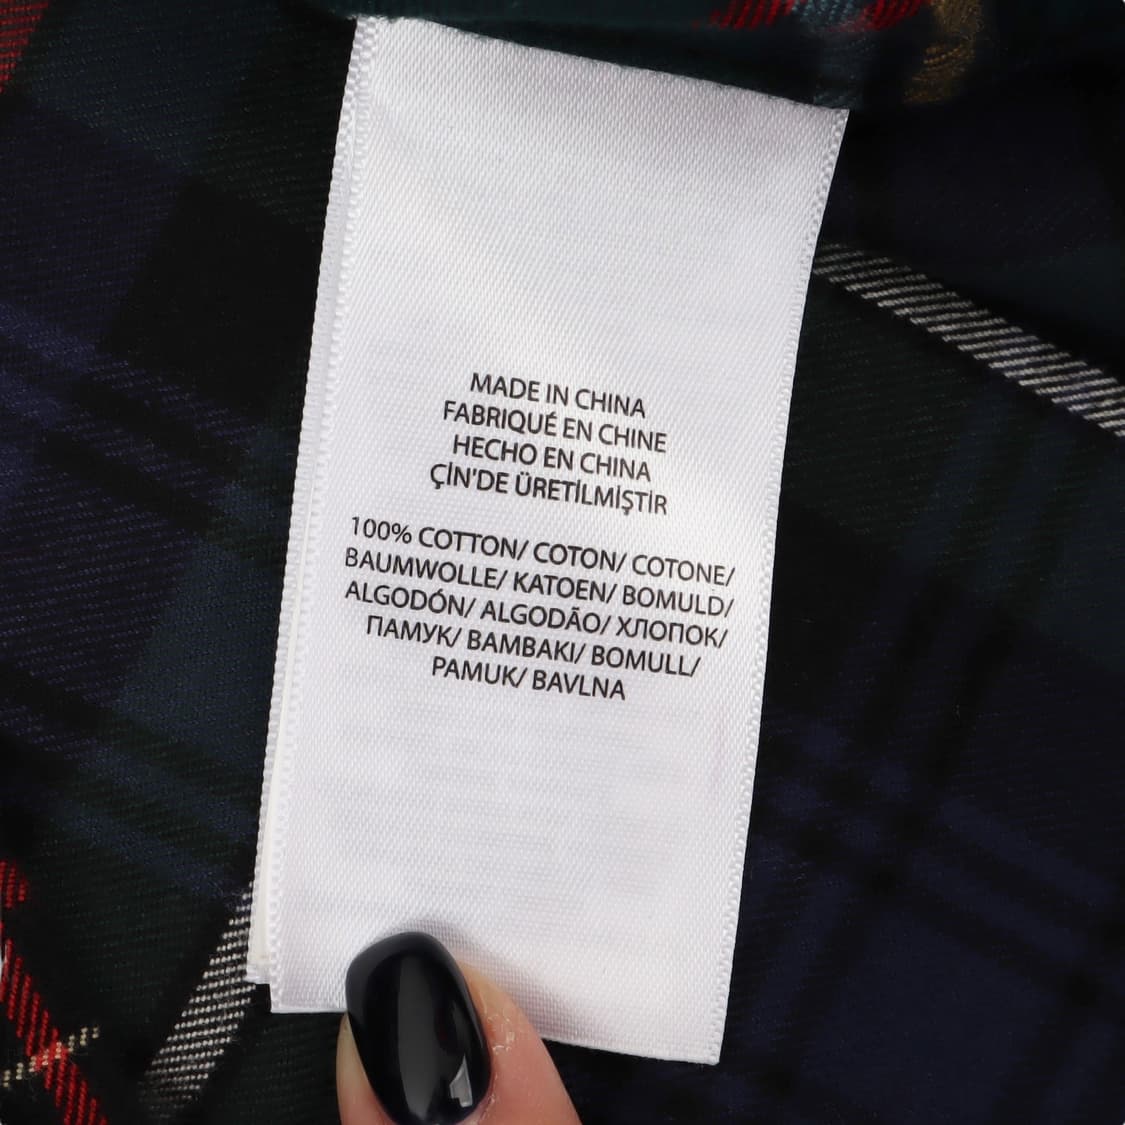 MADE IN CHINA
FABRIQUÉ EN CHINE
HECHO EN CHINA
ÇİN'DE ÜRETİLMİŞTİR
100% COTTON/ COTON/ COTONE/
BAUMWOLLE/ KATOEN/ BOMULD/
ALGODÓN/ ALGODÃO/ ХЛОПОК/
ПАМУК/ BAMBAKI/ BOMULL/
PAMUK/ BAVLNA